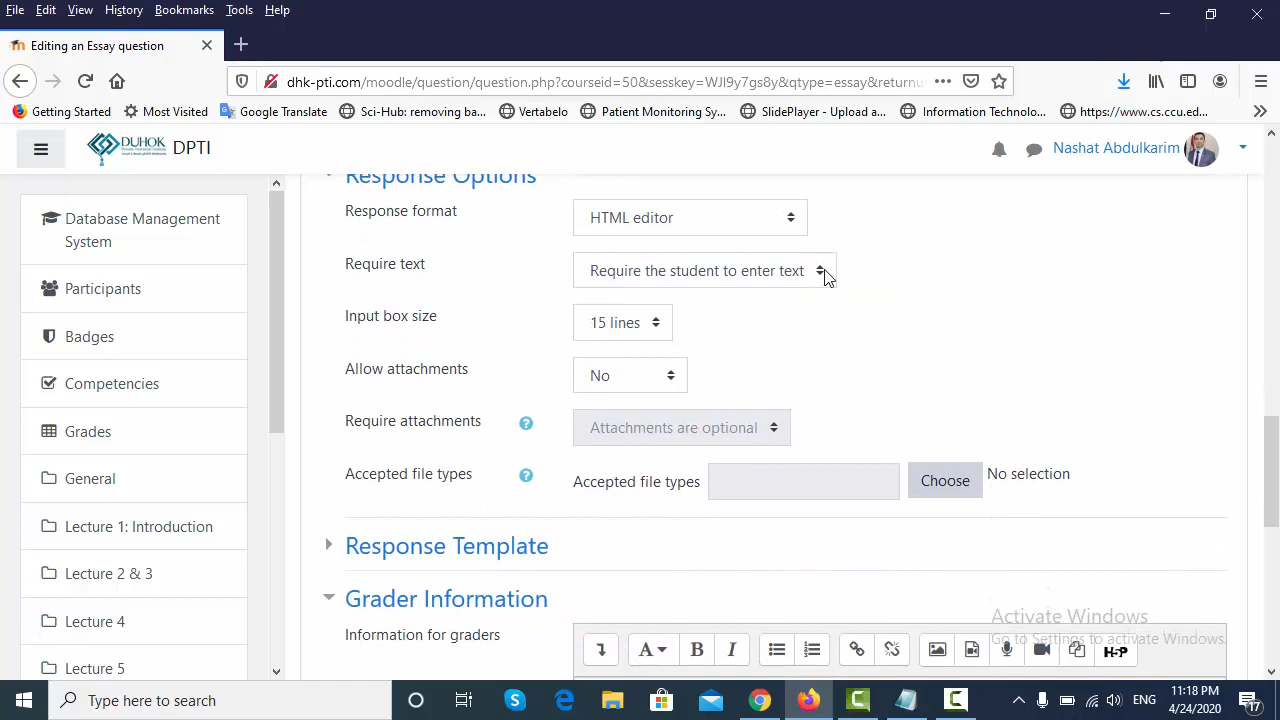 File Edit View History Bookmarks Tools Help
Editing an Essay question
dhk-pti.com/moodle/question/question.php?courseid=50&sesskey=WJI9y7gs8y&qtype=essay&returnu
Getting Started Most Visited Google Translate Sci-Hub: removing ba... Vertabelo Patient Monitoring Sy... SlidePlayer - Upload a... Information Technolo... https://www.cs.ccu.ed...
DUHOK DPTI Nashat Abdulkarim
Database Management
System
Participants
Badges
Competencies
Grades
General
Lecture 1: Introduction
Lecture 2 & 3
Lecture 4
Lecture 5
Response Options
Response format HTML editor
Require text Require the student to enter text
Input box size 15 lines
Allow attachments No
Require attachments Attachments are optional
Accepted file types Accepted file types Choose No selection
Response Template
Grader Information
Information for graders
A B I H-P
Activate Windows
Go to Settings to activate Windows.
Type here to search
ENG
11:18 PM
4/24/2020
17